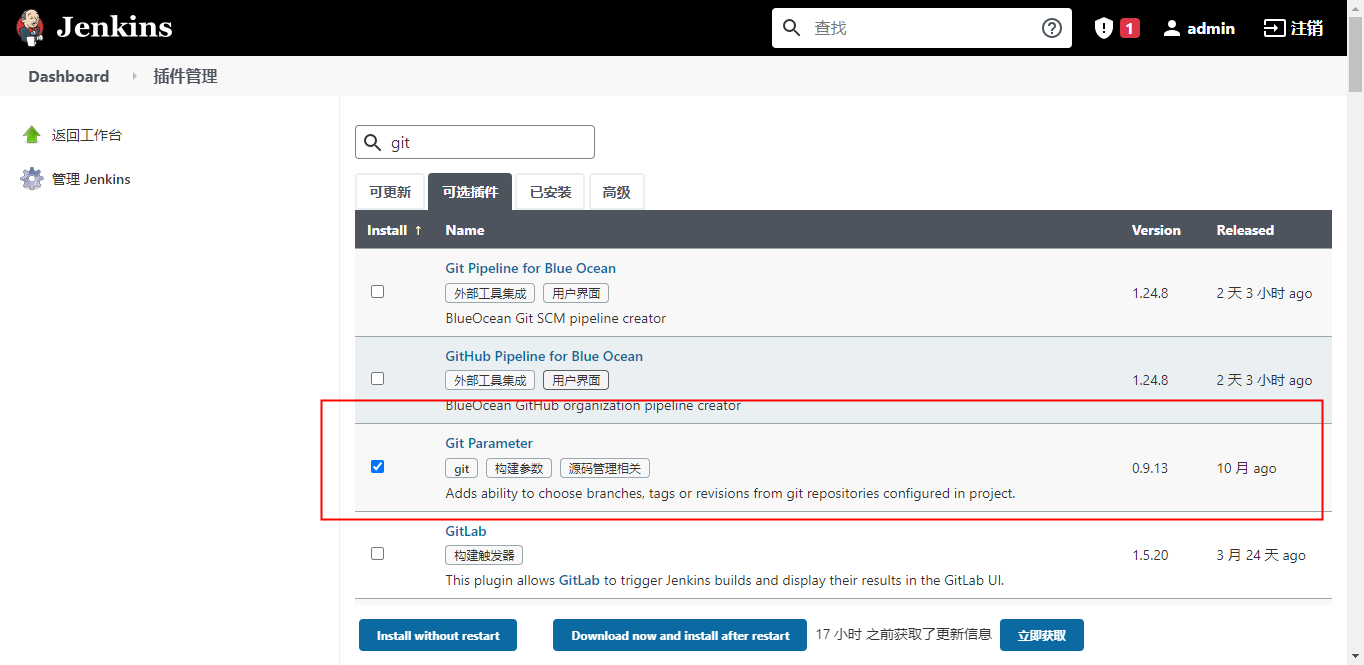 Jenkins
查找
1
admin
注销
Dashboard
插件管理
返回工作台
管理 Jenkins
git
可更新
可选插件
已安装
高级
Install ↑ Name Version Released
Git Pipeline for Blue Ocean
外部工具集成 用户界面
1.24.8 2 天 3 小时 ago
BlueOcean Git SCM pipeline creator
GitHub Pipeline for Blue Ocean
外部工具集成 用户界面
1.24.8 2 天 3 小时 ago
BlueOcean GitHub organization pipeline creator
Git Parameter
git 构建参数 源码管理相关
0.9.13 10 月 ago
Adds ability to choose branches, tags or revisions from git repositories configured in project.
GitLab
构建触发器
1.5.20 3 月 24 天 ago
This plugin allows GitLab to trigger Jenkins builds and display their results in the GitLab UI.
Install without restart
Download now and install after restart
17 小时 之前获取了更新信息
立即获取